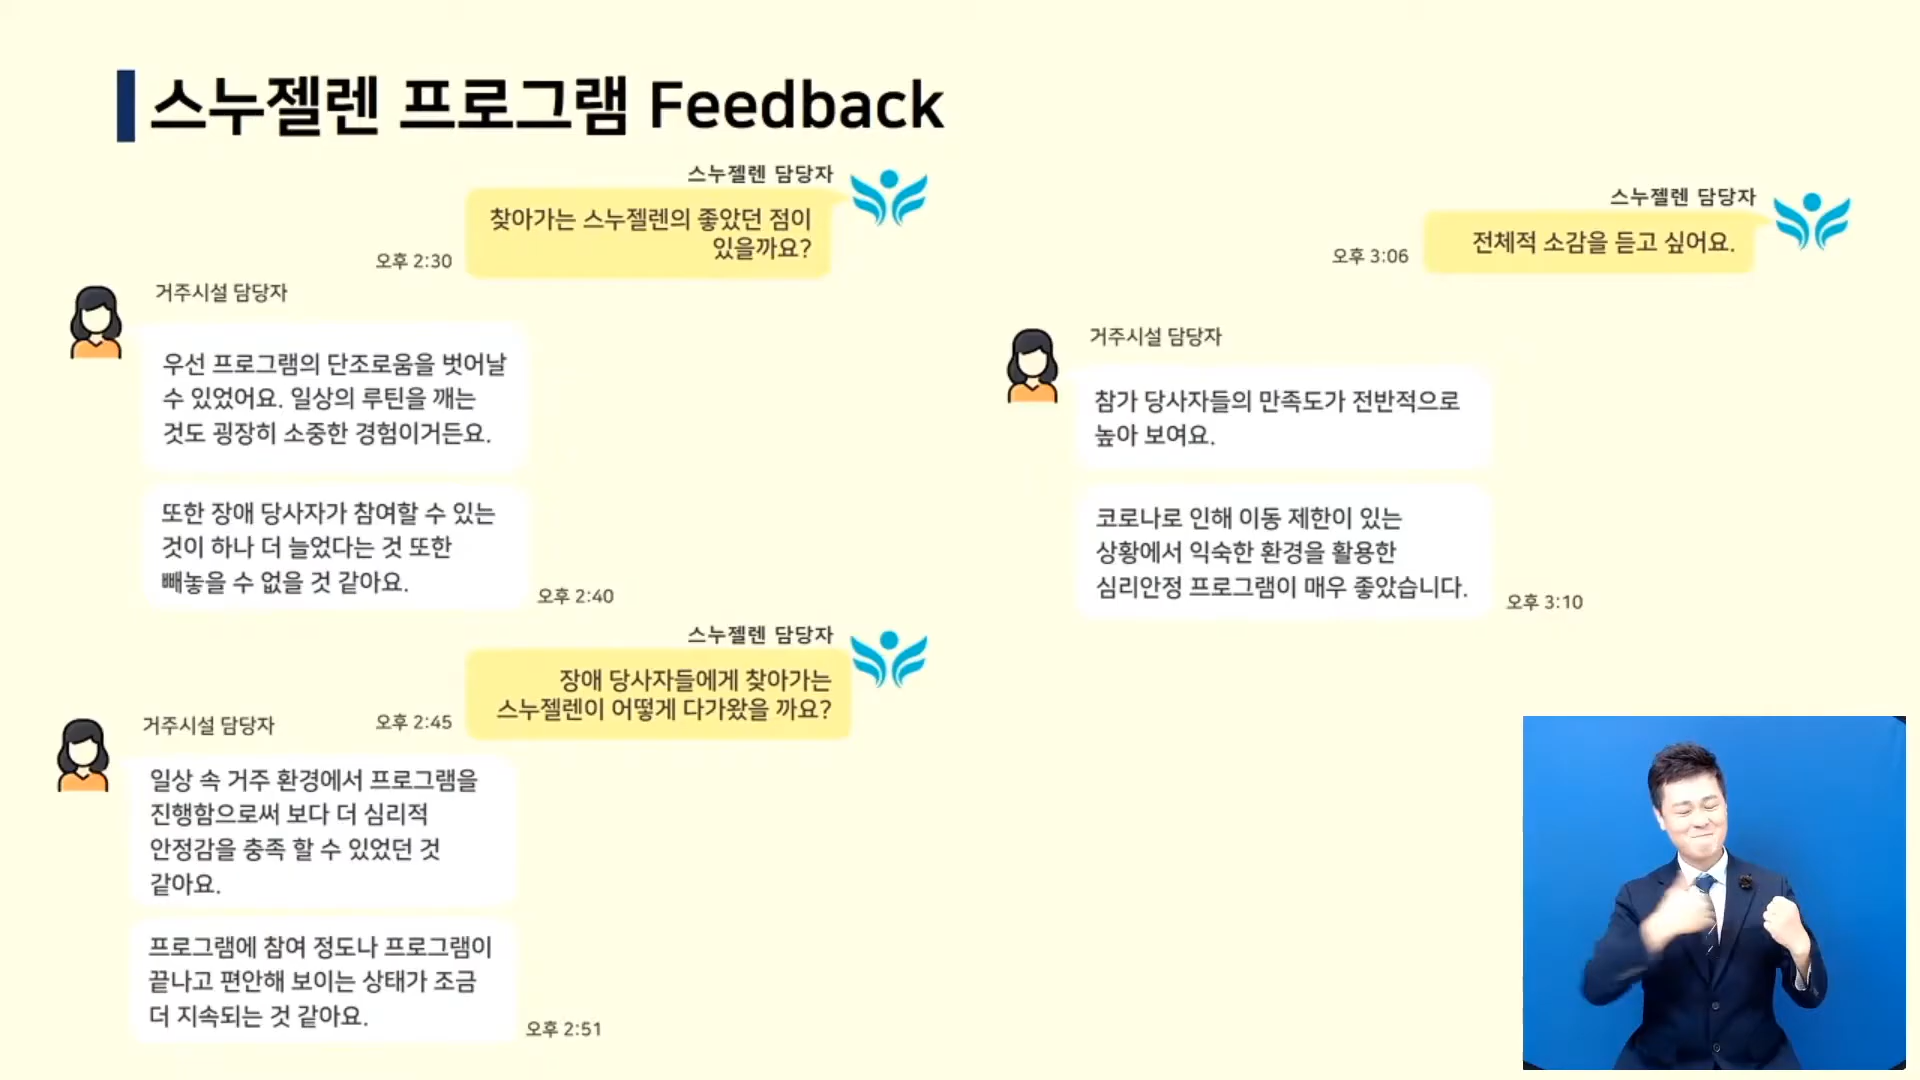 스누젤렌 프로그램 Feedback
스누젤렌 담당자
찾아가는 스누젤렌의 좋았던 점이
있을까요?
오후 2:30
거주시설 담당자
우선 프로그램의 단조로움을 벗어날
수 있었어요. 일상의 루틴을 깨는
것도 굉장히 소중한 경험이거든요.
또한 장애 당사자가 참여할 수 있는
것이 하나 더 늘었다는 것 또한
빼놓을 수 없을 것 같아요.
오후 2:40
스누젤렌 담당자
장애 당사자들에게 찾아가는
스누젤렌이 어떻게 다가왔을 까요?
오후 2:45
거주시설 담당자
일상 속 거주 환경에서 프로그램을
진행함으로써 보다 더 심리적
안정감을 충족 할 수 있었던 것
같아요.
프로그램에 참여 정도나 프로그램이
끝나고 편안해 보이는 상태가 조금
더 지속되는 것 같아요.
오후 2:51
스누젤렌 담당자
전체적 소감을 듣고 싶어요.
오후 3:06
거주시설 담당자
참가 당사자들의 만족도가 전반적으로
높아 보여요.
코로나로 인해 이동 제한이 있는
상황에서 익숙한 환경을 활용한
심리안정 프로그램이 매우 좋았습니다.
오후 3:10